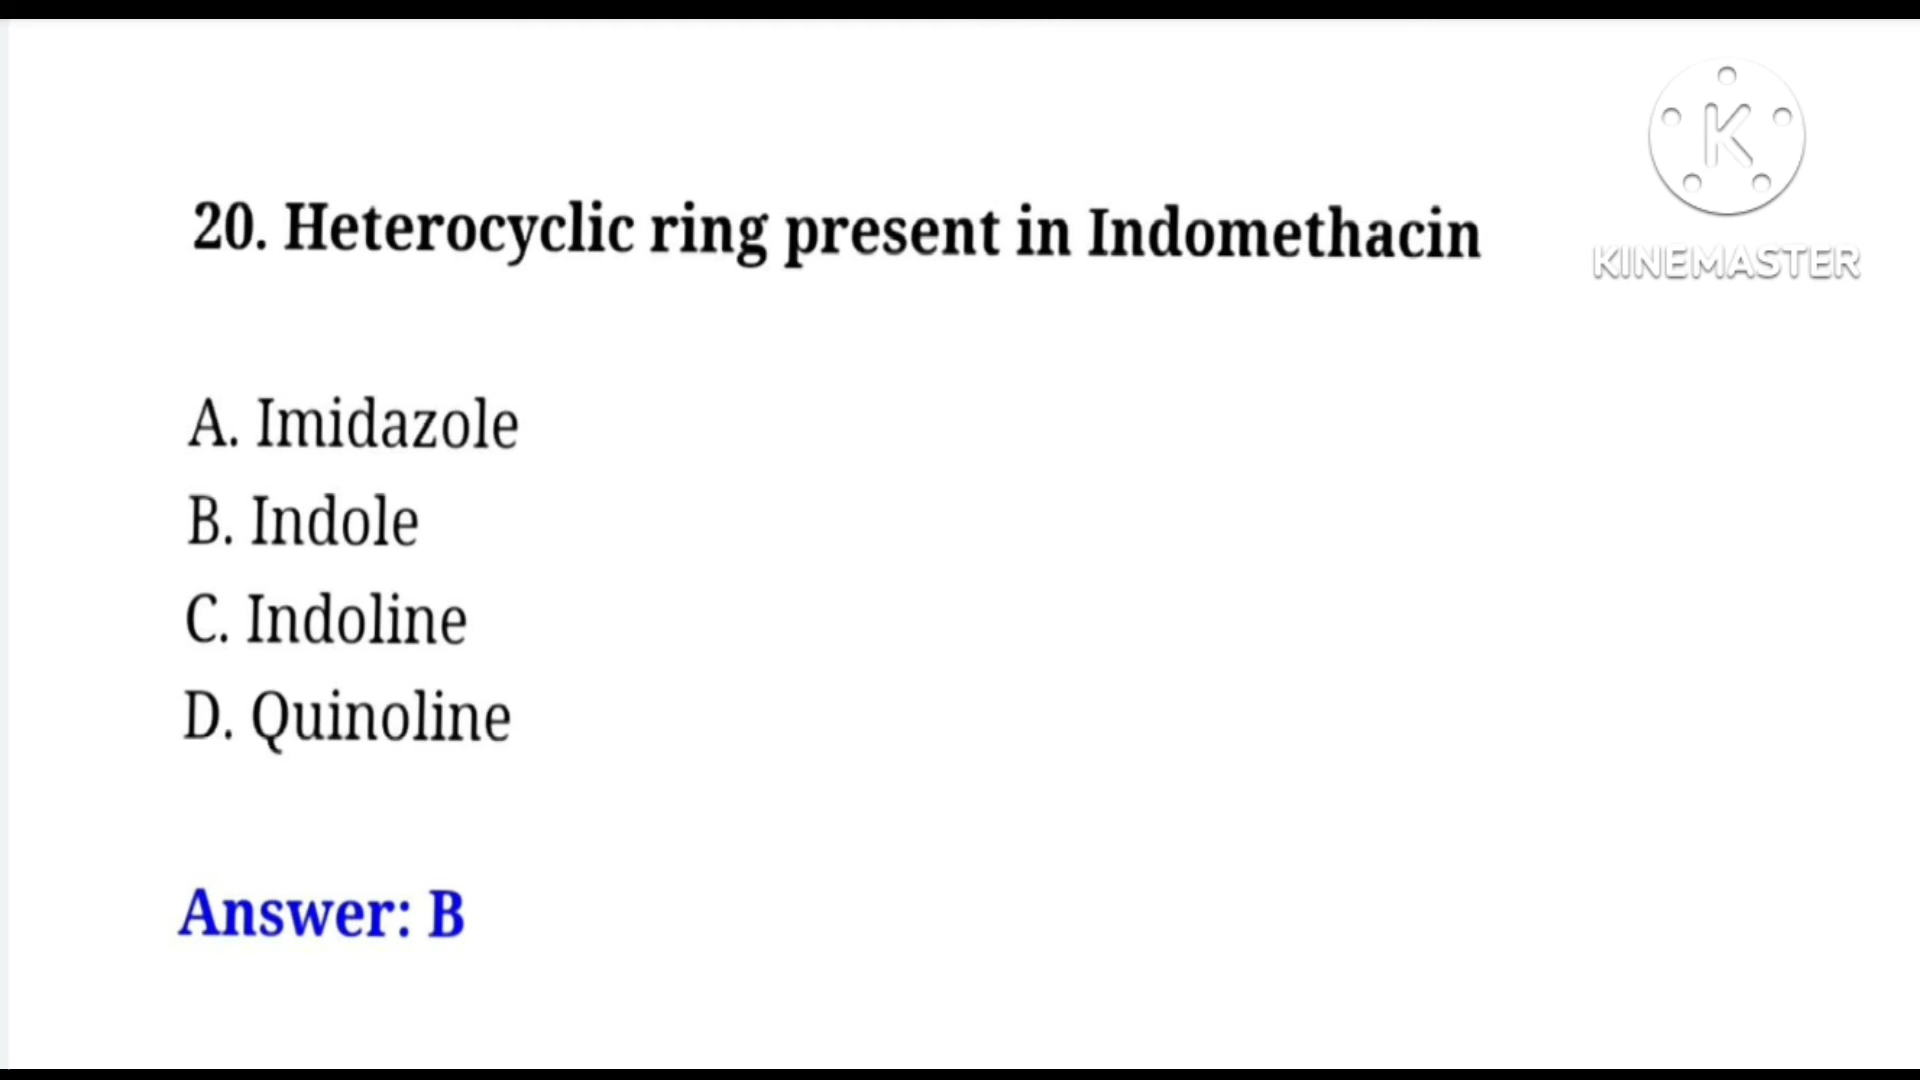 K
KINEMASTER
20. Heterocyclic ring present in Indomethacin
A. Imidazole
B. Indole
C. Indoline
D. Quinoline
Answer: B